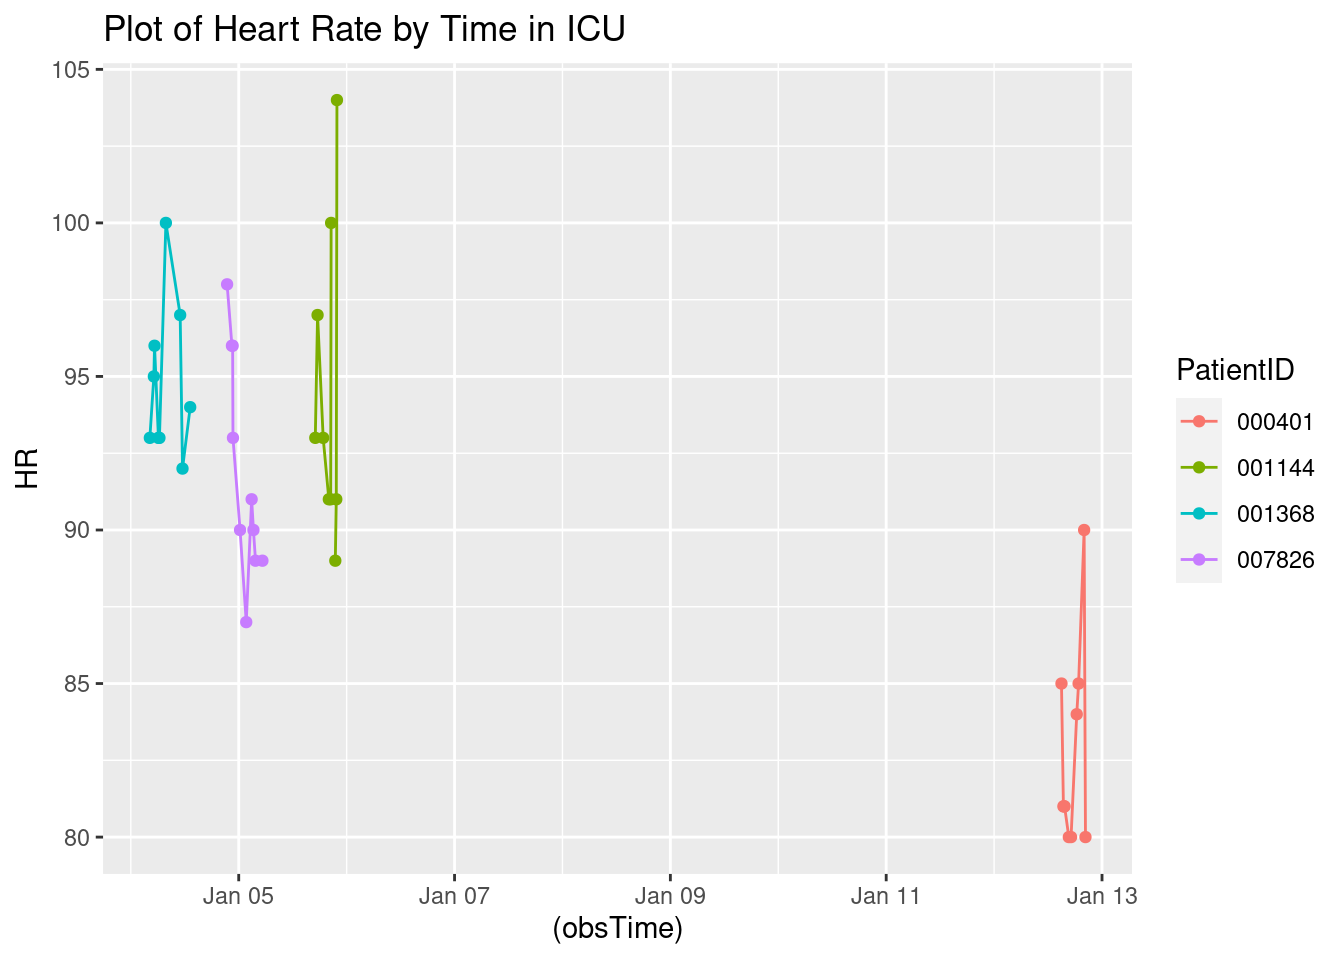 Plot of Heart Rate by Time in ICU
105
100
95
90
85
80
HR
Jan 05
Jan 07
Jan 09
Jan 11
Jan 13
(obsTime)
PatientID
000401
001144
001368
007826